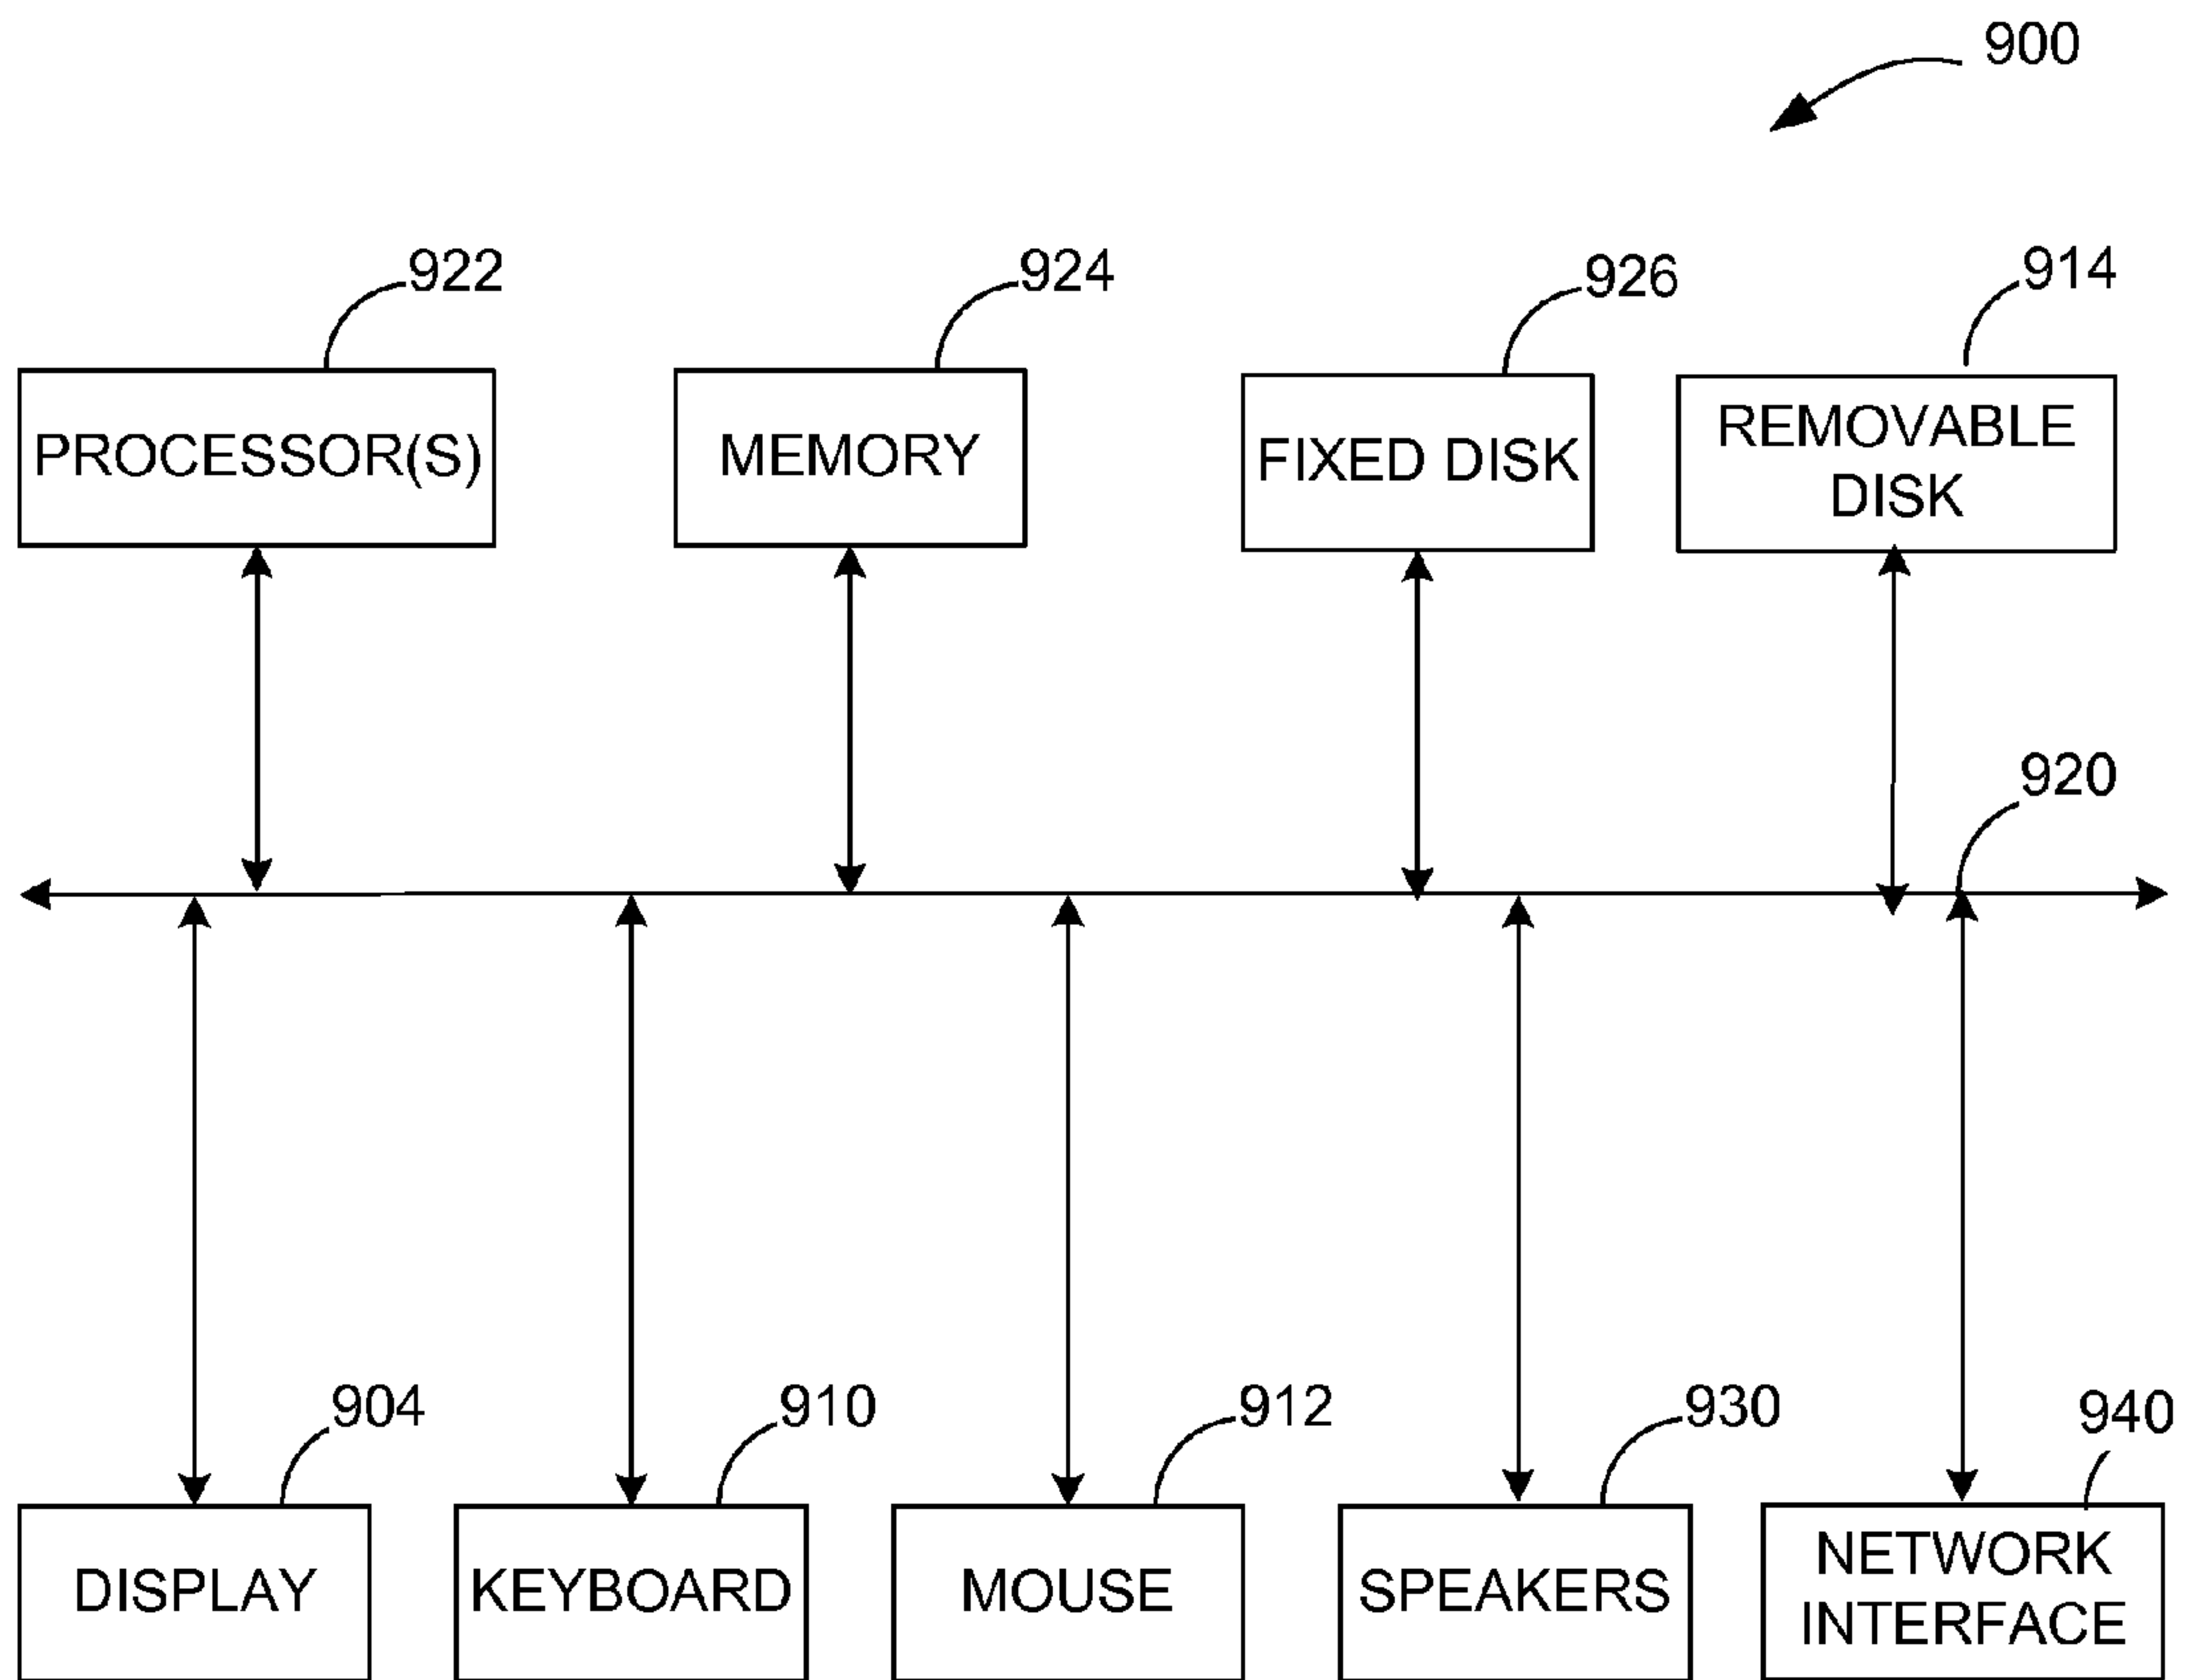 900
922
924
926
914
PROCESSOR(S)
MEMORY
FIXED DISK
REMOVABLE
DISK
920
904
910
912
930
940
DISPLAY
KEYBOARD
MOUSE
SPEAKERS
NETWORK
INTERFACE